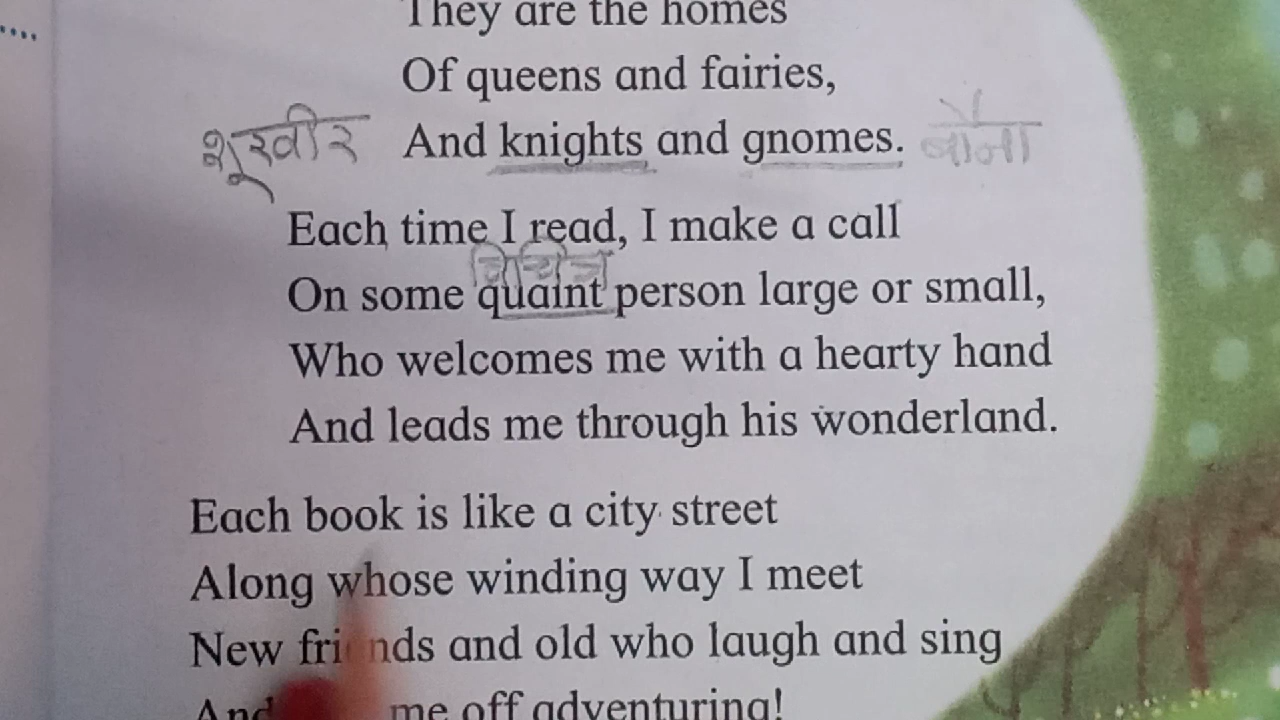 They are the homes
Of queens and fairies,
शूरवीर And knights and gnomes. बौना
Each time I read, I make a call
विचित्र
On some quaint person large or small,
Who welcomes me with a hearty hand
And leads me through his wonderland.
Each book is like a city street
Along whose winding way I meet
New friends and old who laugh and sing
And me off adventuring!